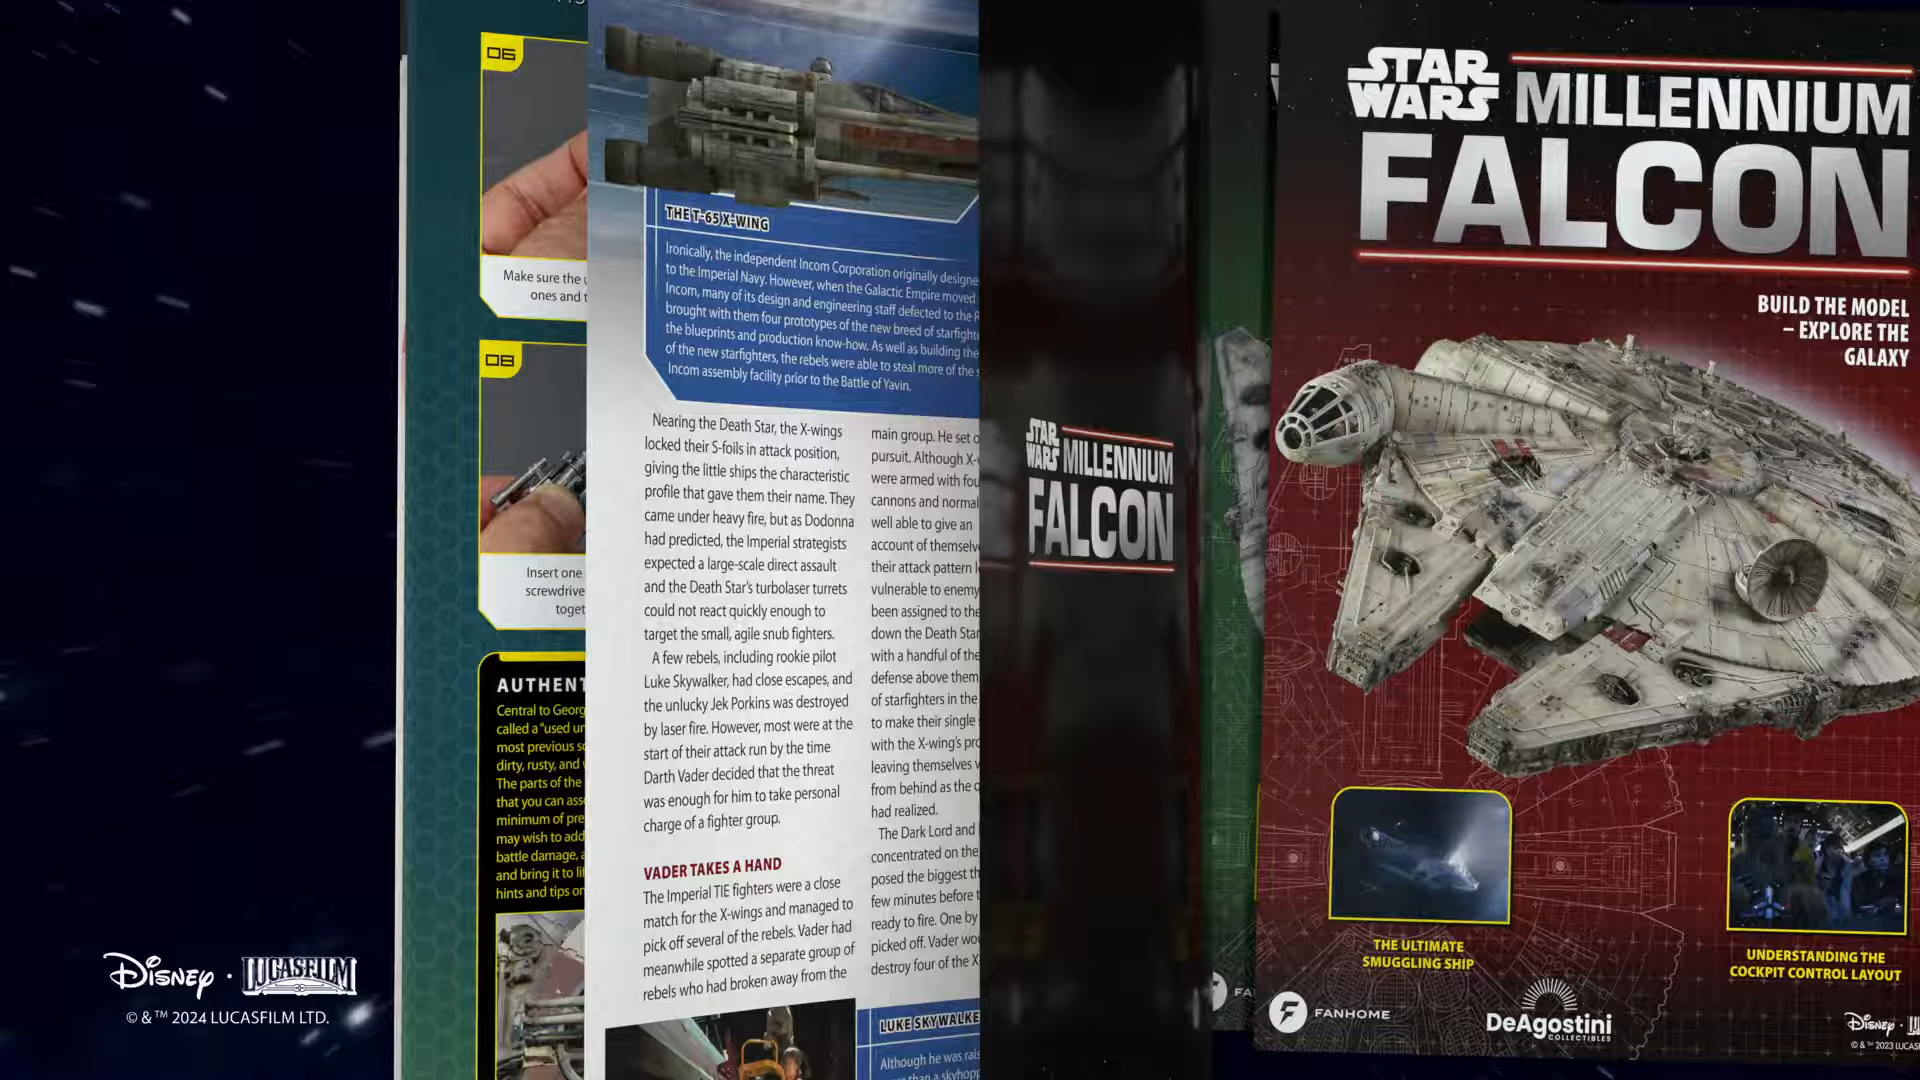 06
Make sure the
ones and
08
Insert one
screwdrive
toget
AUTHENT
Central to Georg
called a "used un
most previous sc
dirty, rusty, and
The parts of the
that you can ass
minimum of pre
may wish to add
battle damage,
and bring it to lif
hints and tips on
THE T-65 X-WING
Ironically, the independent Incom Corporation originally designe
to the Imperial Navy. However, when the Galactic Empire moved
Incom, many of its design and engineering staff defected to the R
brought with them four prototypes of the new breed of starfighte
the blueprints and production know-how. As well as building the
of the new starfighters, the rebels were able to steal more of the s
Incom assembly facility prior to the Battle of Yavin.
Nearing the Death Star, the X-wings
locked their S-foils in attack position,
giving the little ships the characteristic
profile that gave them their name. They
came under heavy fire, but as Dodonna
had predicted, the Imperial strategists
expected a large-scale direct assault
and the Death Star's turbolaser turrets
could not react quickly enough to
target the small, agile snub fighters.
A few rebels, including rookie pilot
Luke Skywalker, had close escapes, and
the unlucky Jek Porkins was destroyed
by laser fire. However, most were at the
start of their attack run by the time
Darth Vader decided that the threat
was enough for him to take personal
charge of a fighter group.
VADER TAKES A HAND
The Imperial TIE fighters were a close
match for the X-wings and managed to
pick off several of the rebels. Vader had
meanwhile spotted a separate group of
rebels who had broken away from the
main group. He set o
pursuit. Although X-
were armed with fou
cannons and normal
well able to give an
account of themselve
their attack pattern l
vulnerable to enemy
been assigned to the
down the Death Star
with a handful of the
defense above them
of starfighters in the
to make their single
with the X-wing's pro
leaving themselves v
from behind as the o
had realized.
The Dark Lord and
concentrated on the
posed the biggest th
few minutes before t
ready to fire. One by
picked off. Vader wou
destroy four of the X
LUKE SKYWALKE
Although he was rais
than a skyhopp
STAR WARS MILLENNIUM
FALCON
STAR WARS MILLENNIUM
FALCON
BUILD THE MODEL
– EXPLORE THE
GALAXY
THE ULTIMATE
SMUGGLING SHIP
UNDERSTANDING THE
COCKPIT CONTROL LAYOUT
FA
FANHOME
DeAgostini
COLLECTIBLES
Disney ·
© & ™ 2023 LUCAS
Disney · LUCASFILM
© & ™ 2024 LUCASFILM LTD.